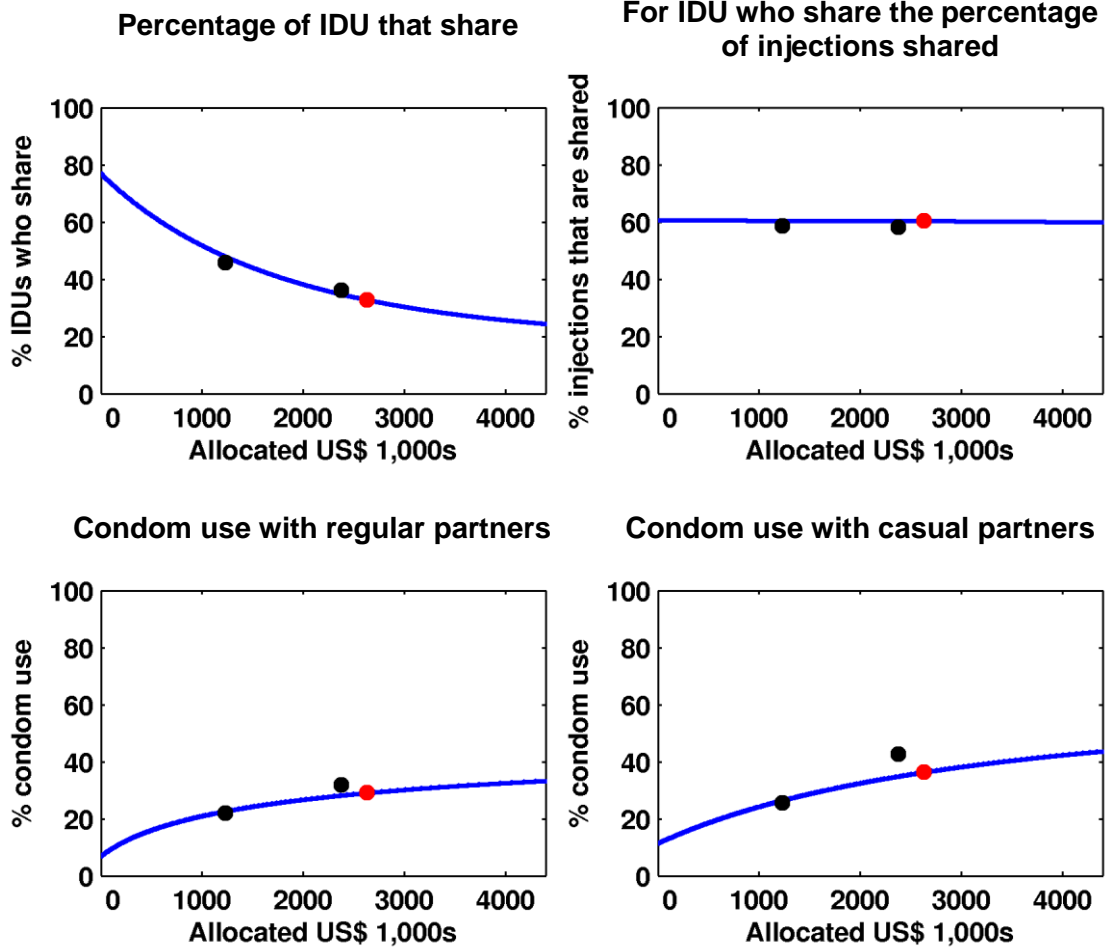 Percentage of IDU that share
% IDUs who share
100
80
60
40
20
0
0 1000 2000 3000 4000
Allocated US$ 1,000s
For IDU who share the percentage
of injections shared
% injections that are shared
100
80
60
40
20
0
0 1000 2000 3000 4000
Allocated US$ 1,000s
Condom use with regular partners
% condom use
100
80
60
40
20
0
0 1000 2000 3000 4000
Allocated US$ 1,000s
Condom use with casual partners
% condom use
100
80
60
40
20
0
0 1000 2000 3000 4000
Allocated US$ 1,000s